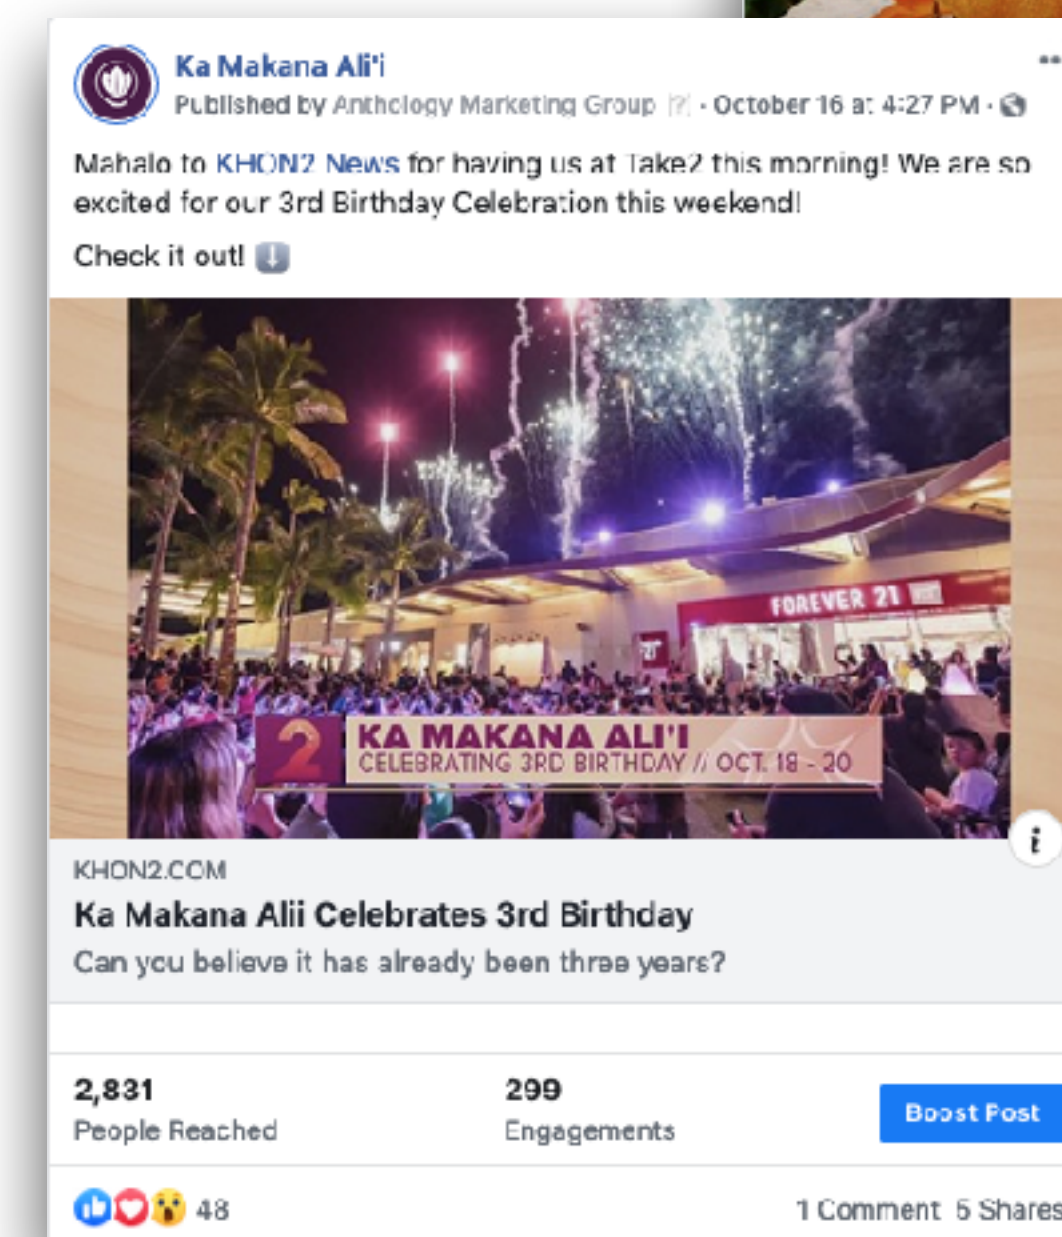 Ka Makana Ali'i
Published by Anthology Marketing Group [?] · October 16 at 4:27 PM ·
Mahalo to KHON2 News for having us at Take2 this morning! We are so
excited for our 3rd Birthday Celebration this weekend!
Check it out! ⬇️
FOREVER 21
21
2
KA MAKANA ALI'I
CELEBRATING 3RD BIRTHDAY // OCT. 18 - 20
KHON2.COM
Ka Makana Alii Celebrates 3rd Birthday
Can you believe it has already been three years?
2,831
People Reached
299
Engagements
Boost Post
48
1 Comment 5 Shares